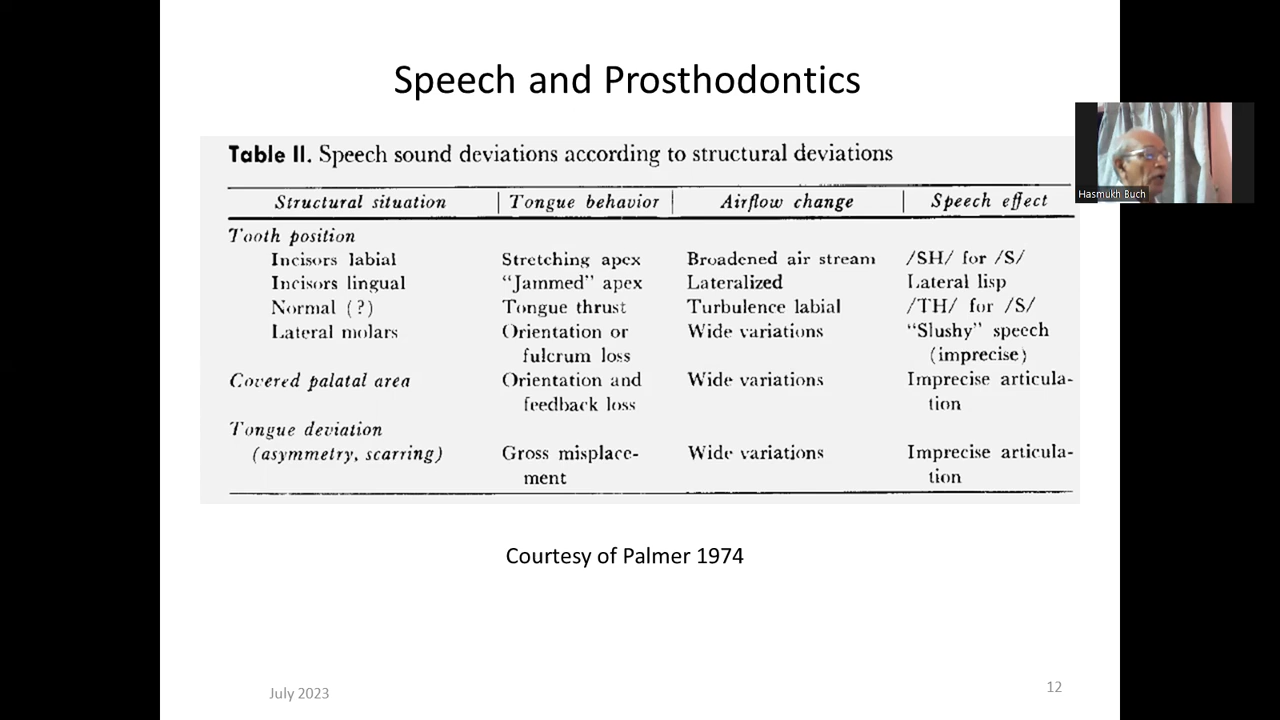 Speech and Prosthodontics
Hasmukh Buch
Table II. Speech sound deviations according to structural deviations
Structural situation | Tongue behavior | Airflow change | Speech effect
Tooth position
Incisors labial Stretching apex Broadened air stream /SH/ for /S/
Incisors lingual “Jammed” apex Lateralized Lateral lisp
Normal (?) Tongue thrust Turbulence labial /TH/ for /S/
Lateral molars Orientation or Wide variations “Slushy” speech
fulcrum loss (imprecise)
Covered palatal area Orientation and Wide variations Imprecise articula-
feedback loss tion
Tongue deviation
(asymmetry, scarring) Gross misplace- Wide variations Imprecise articula-
ment tion
Courtesy of Palmer 1974
July 2023
12